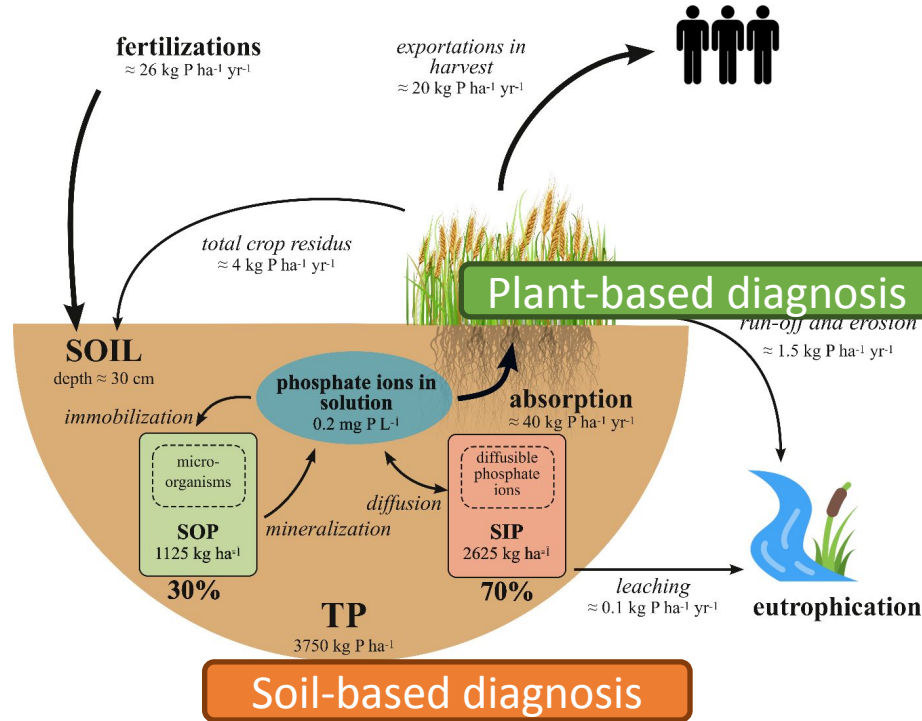 fertilizations
≈ 26 kg P ha⁻¹ yr⁻¹
exportations in
harvest
≈ 20 kg P ha⁻¹ yr⁻¹
total crop residus
≈ 4 kg P ha⁻¹ yr⁻¹
Plant-based diagnosis
run-off and erosion
≈ 1.5 kg P ha⁻¹ yr⁻¹
SOIL
depth ≈ 30 cm
phosphate ions in
solution
0.2 mg P L⁻¹
absorption
≈ 40 kg P ha⁻¹ yr⁻¹
immobilization
micro-
organisms
SOP
1125 kg ha⁻¹
30%
mineralization
diffusion
diffusible
phosphate
ions
SIP
2625 kg ha⁻¹
70%
leaching
≈ 0.1 kg P ha⁻¹ yr⁻¹
eutrophication
TP
3750 kg P ha⁻¹
Soil-based diagnosis